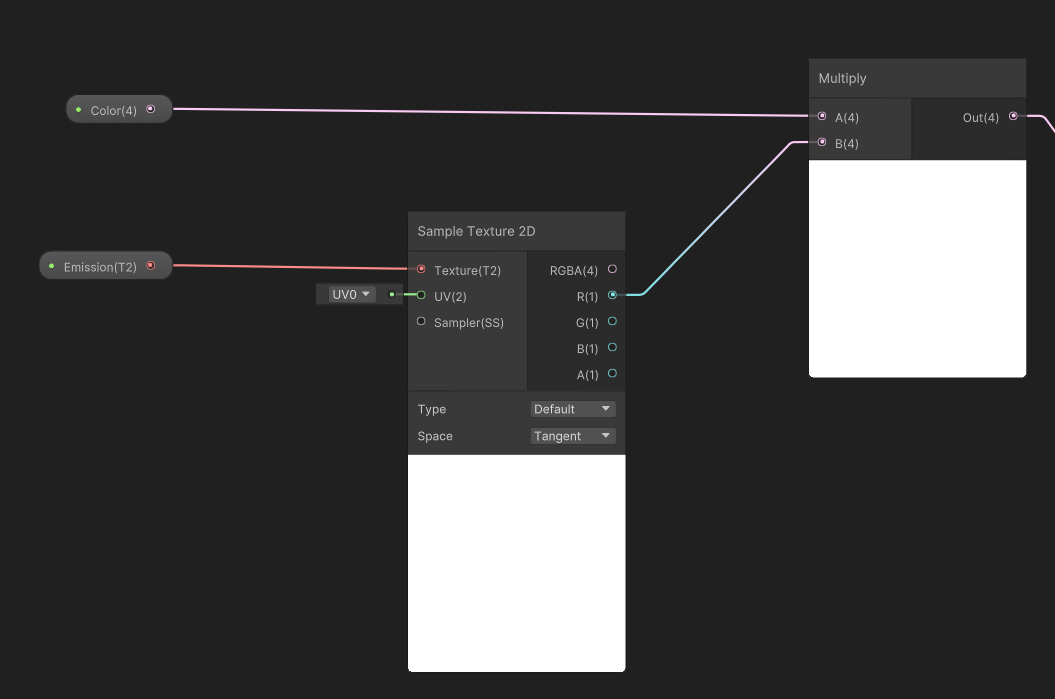 Color(4)
Multiply
A(4)
Out(4)
B(4)
Emission(T2)
Sample Texture 2D
Texture(T2)
RGBA(4)
UV0
UV(2)
R(1)
Sampler(SS)
G(1)
B(1)
A(1)
Type
Default
Space
Tangent